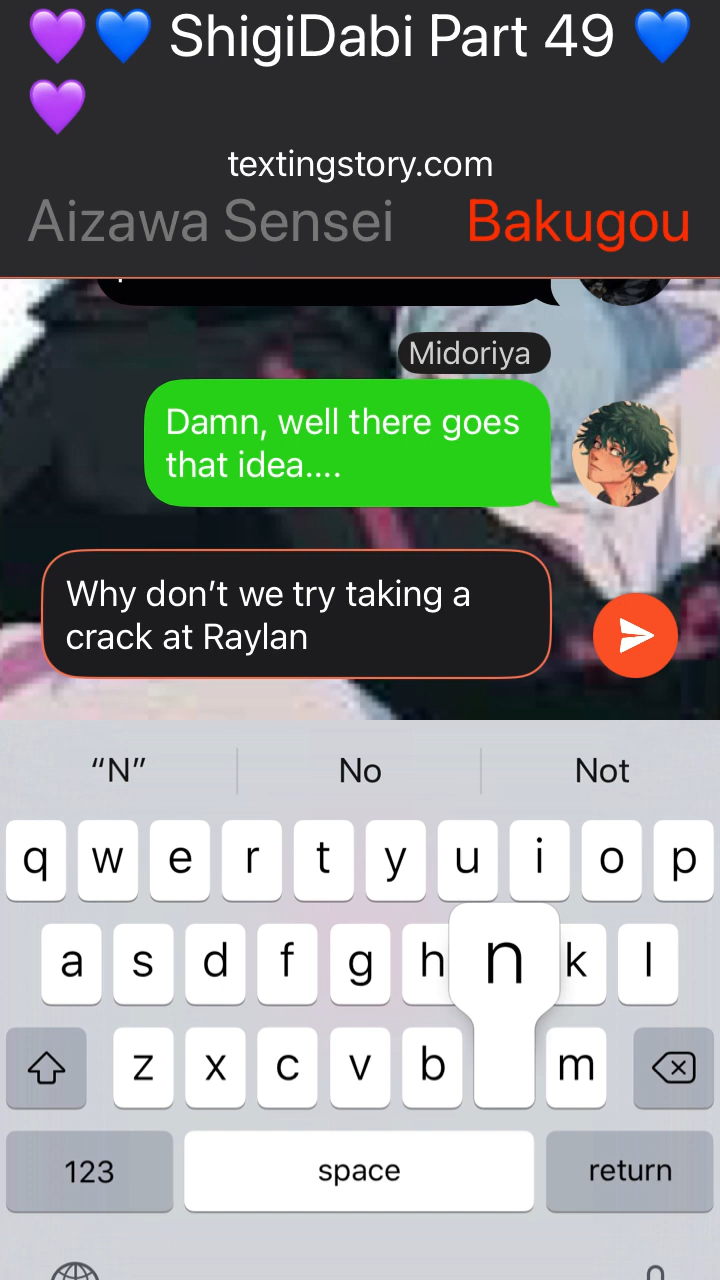 💜💙 ShigiDabi Part 49 💙
💜
textingstory.com
Aizawa Sensei Bakugou
Midoriya
Damn, well there goes
that idea....
Why don’t we try taking a
crack at Raylan
“N” No Not
q w e r t y u i o p
a s d f g h n k l
z x c v b m
123 space return